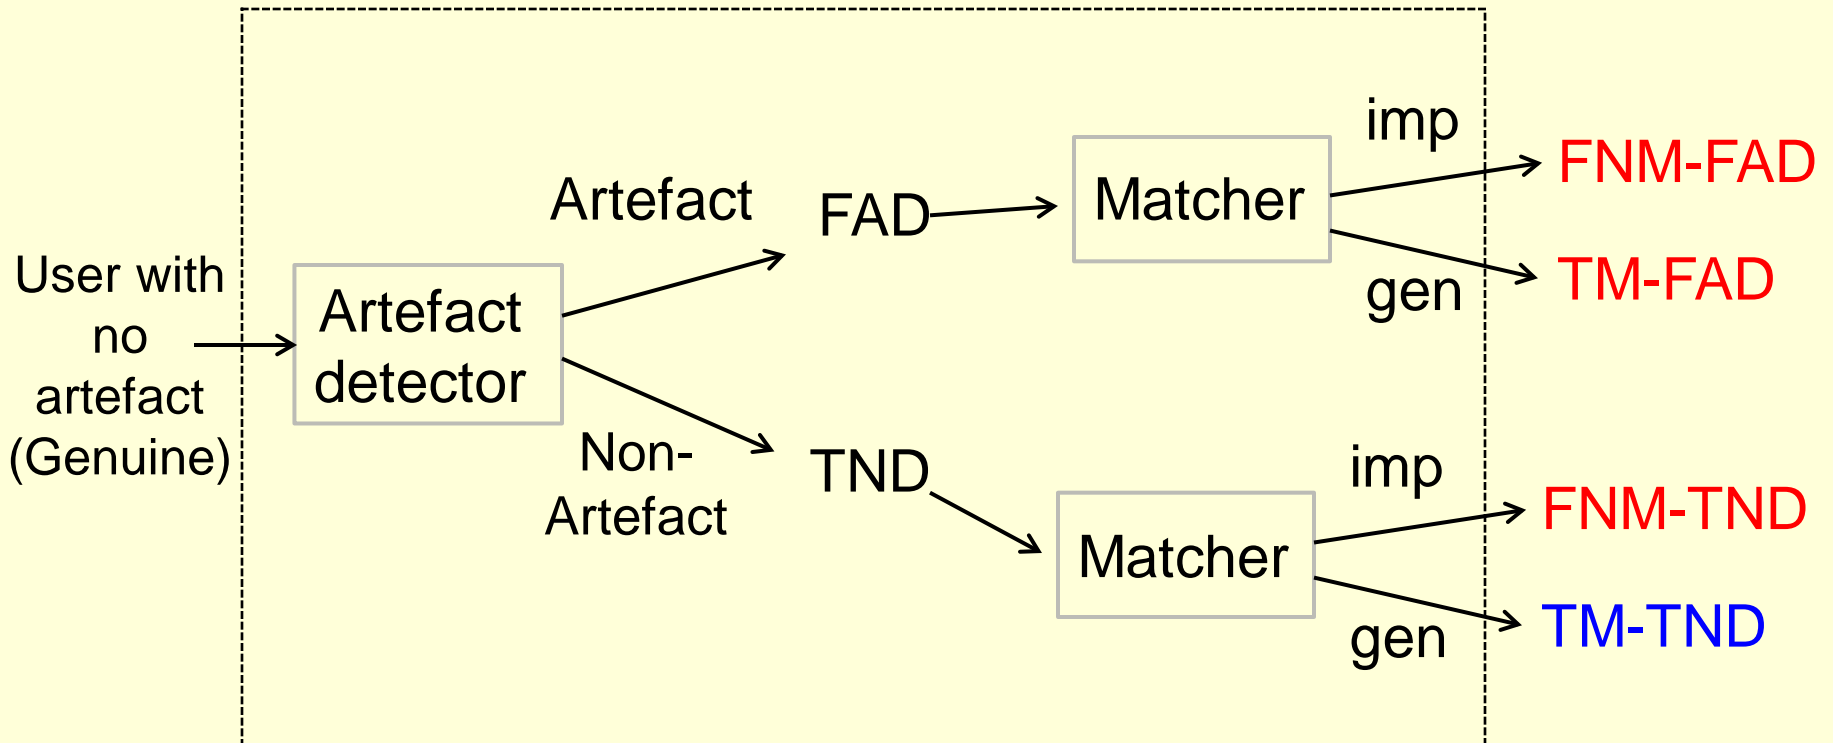 User with
no
artefact
(Genuine)
Artefact
detector
Artefact
Non-
Artefact
FAD
TND
Matcher
imp
gen
FNM-FAD
TM-FAD
Matcher
imp
gen
FNM-TND
TM-TND